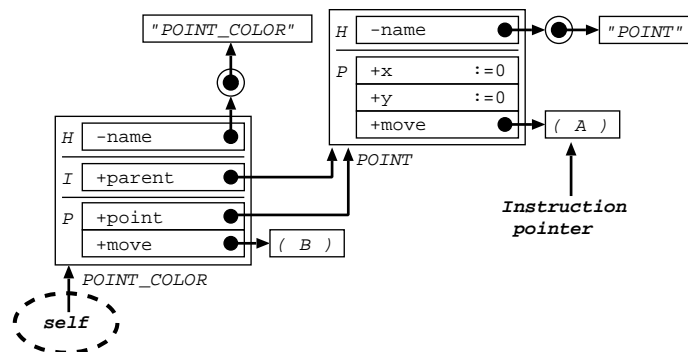 "POINT_COLOR"
H -name
"POINT"
P +x :=0
+y :=0
+move
( A )
POINT
Instruction
pointer
H -name
I +parent
P +point
+move
( B )
POINT_COLOR
self